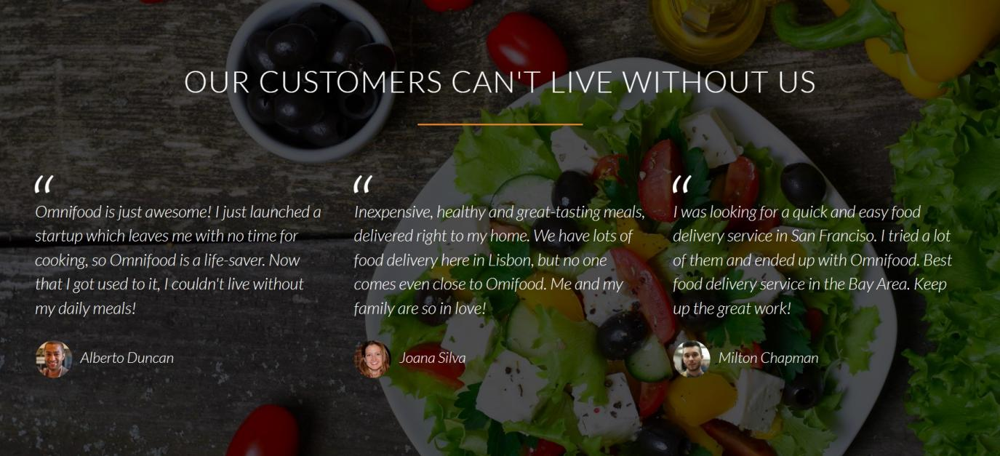 OUR CUSTOMERS CAN'T LIVE WITHOUT US
“
Omnifood is just awesome! I just launched a
startup which leaves me with no time for
cooking, so Omnifood is a life-saver. Now
that I got used to it, I couldn't live without
my daily meals!
Alberto Duncan
“
Inexpensive, healthy and great-tasting meals,
delivered right to my home. We have lots of
food delivery here in Lisbon, but no one
comes even close to Omifood. Me and my
family are so in love!
Joana Silva
“
I was looking for a quick and easy food
delivery service in San Franciso. I tried a lot
of them and ended up with Omnifood. Best
food delivery service in the Bay Area. Keep
up the great work!
Milton Chapman